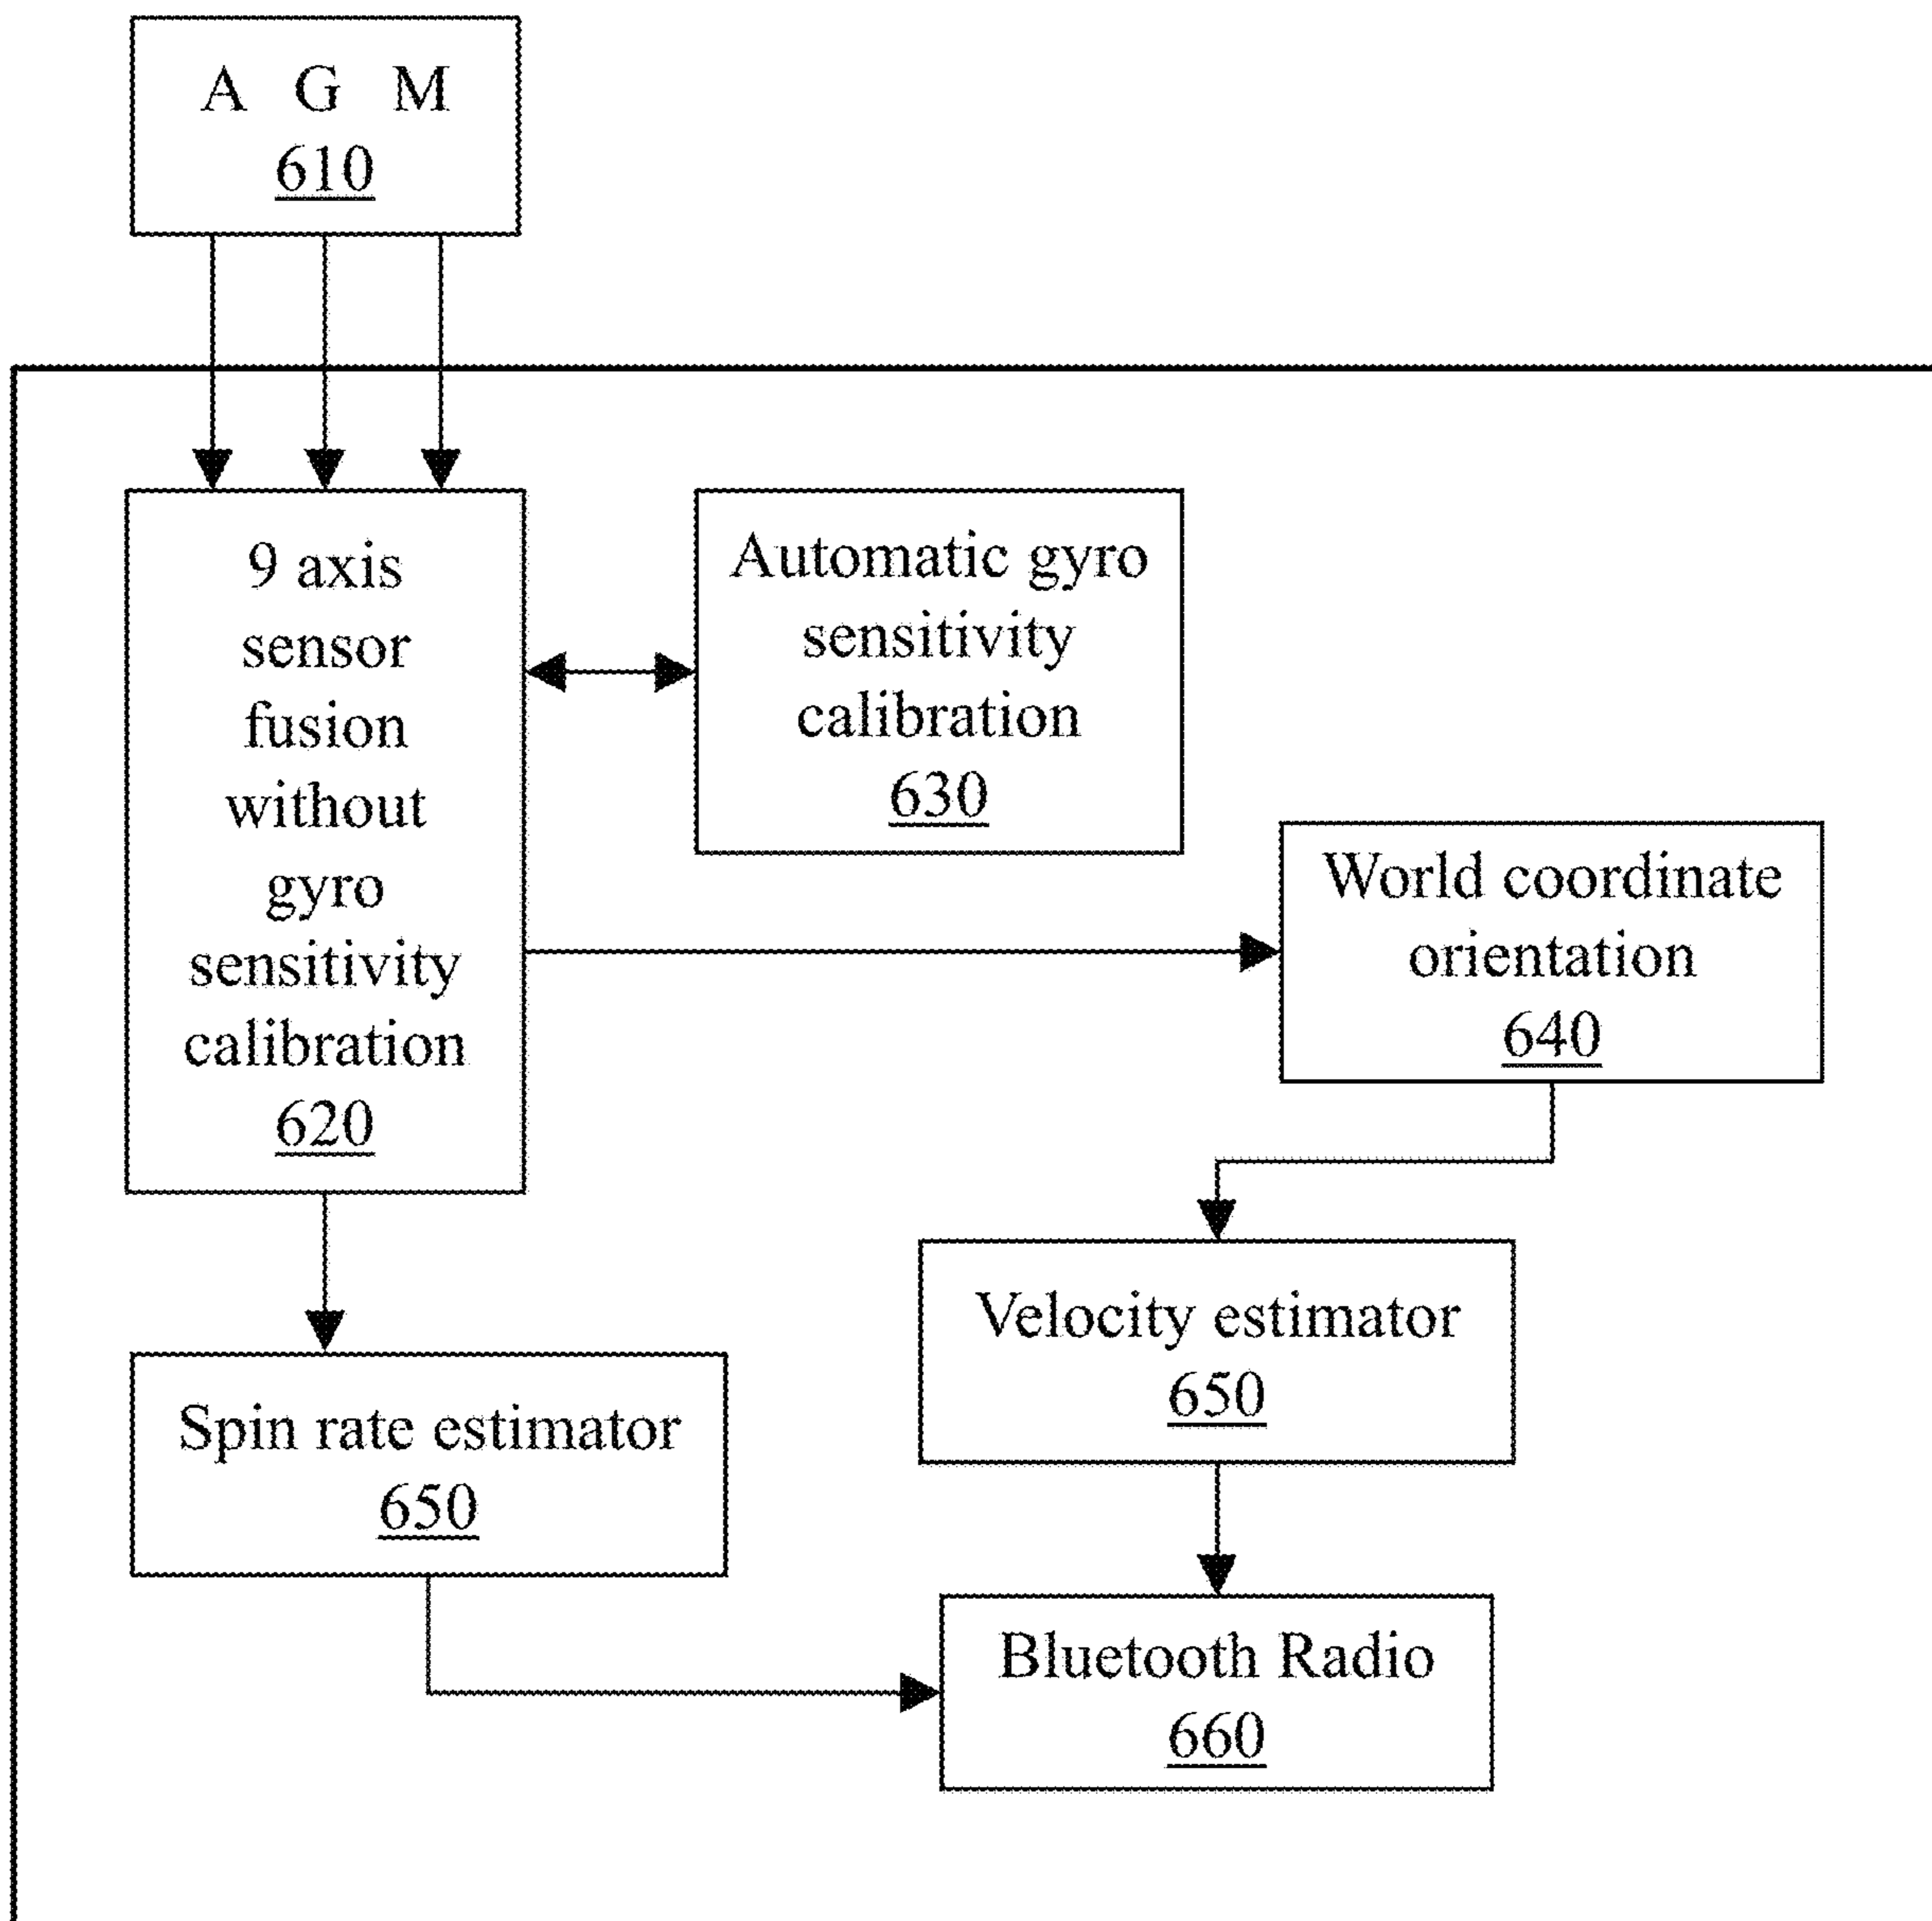 A G M
610
9 axis
sensor
fusion
without
gyro
sensitivity
calibration
620
Automatic gyro
sensitivity
calibration
630
World coordinate
orientation
640
Velocity estimator
650
Spin rate estimator
650
Bluetooth Radio
660